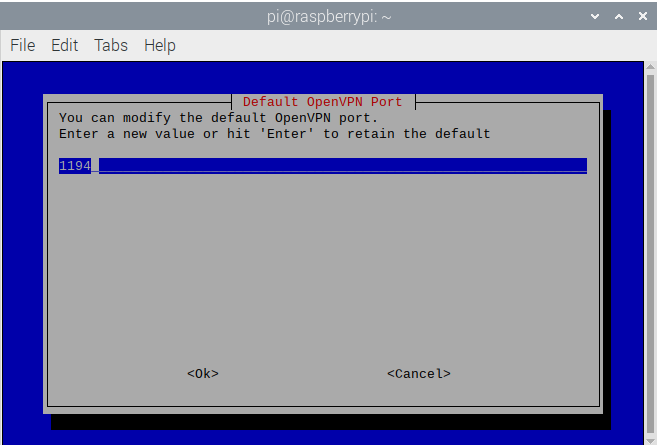 pi@raspberrypi: ~
File Edit Tabs Help
Default OpenVPN Port
You can modify the default OpenVPN port.
Enter a new value or hit 'Enter' to retain the default
1194
<Ok> <Cancel>